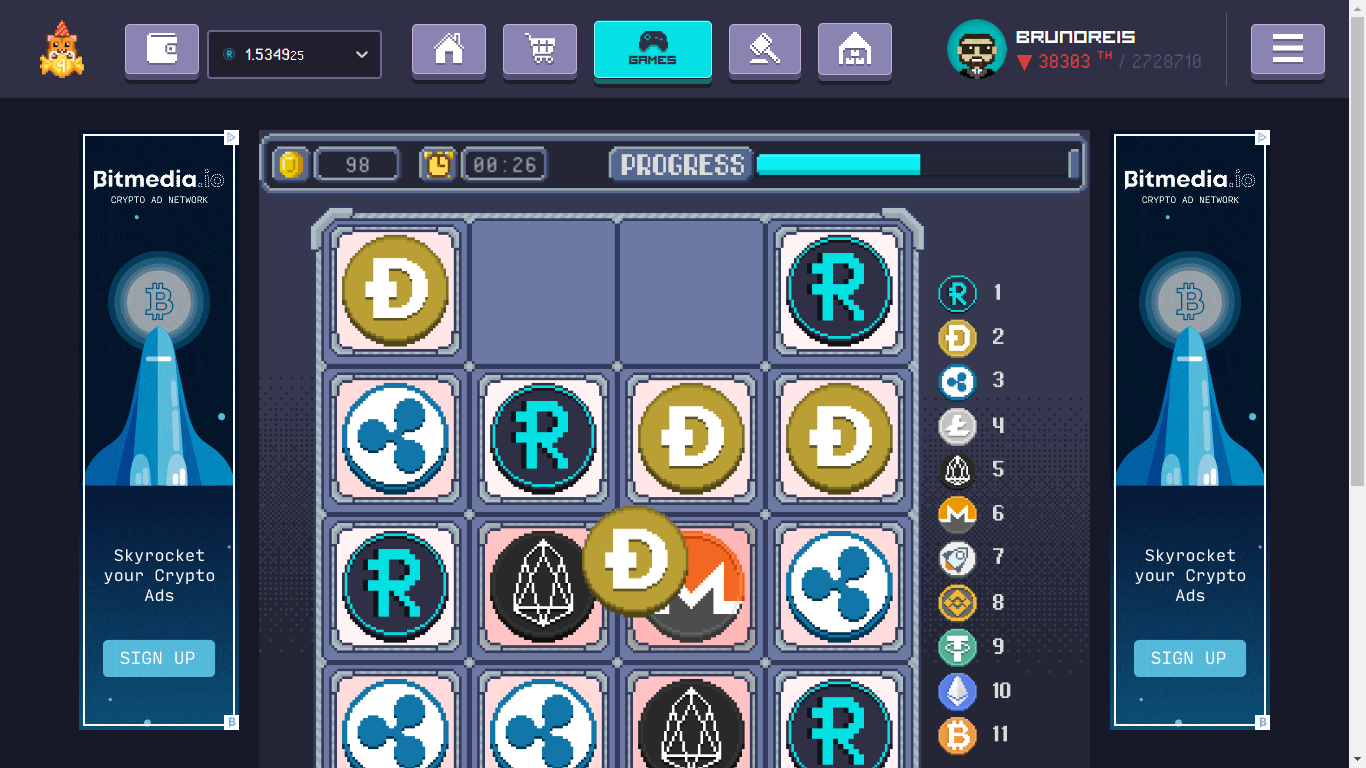 1.534925
GAMES
BRUNOREIS
38303 TH / 2728710
98
00:26
PROGRESS
Bitmedia.io
CRYPTO AD NETWORK
Skyrocket
your Crypto
Ads
SIGN UP
1
2
3
4
5
6
7
8
9
10
11
Bitmedia.io
CRYPTO AD NETWORK
Skyrocket
your Crypto
Ads
SIGN UP